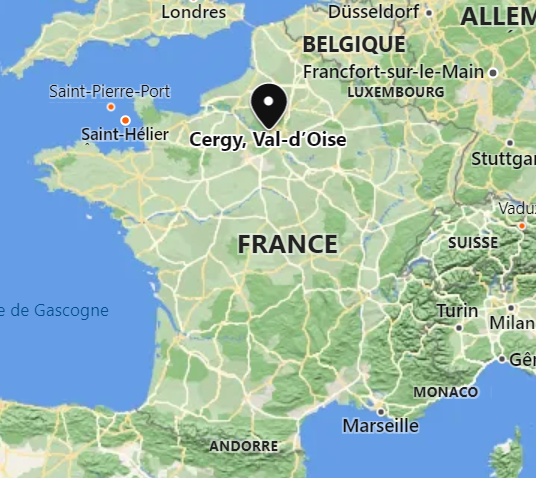 Londres
Düsseldorf
ALLEM
BELGIQUE
Francfort-sur-le-Main
LUXEMBOURG
Saint-Pierre-Port
Saint-Hélier
Cergy, Val-d’Oise
Stuttgar
Vaduz
FRANCE
SUISSE
e de Gascogne
Turin
Milan
Gên
MONACO
Marseille
ANDORRE